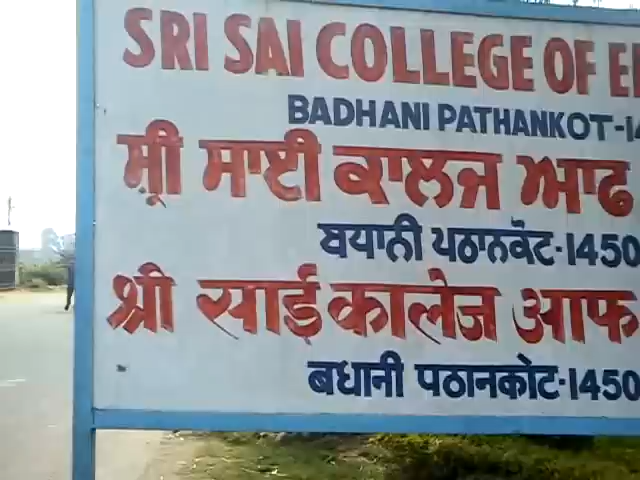 SRI SAI COLLEGE OF
BADHANI PATHANKOT-14
ਸ਼੍ਰੀ ਸਾਈ ਕਾਲਜ ਆਫ
ਬਧਾਨੀ ਪਠਾਨਕੋਟ-1450
श्री साई कालेज आफ
बधानी पठानकोट-1450